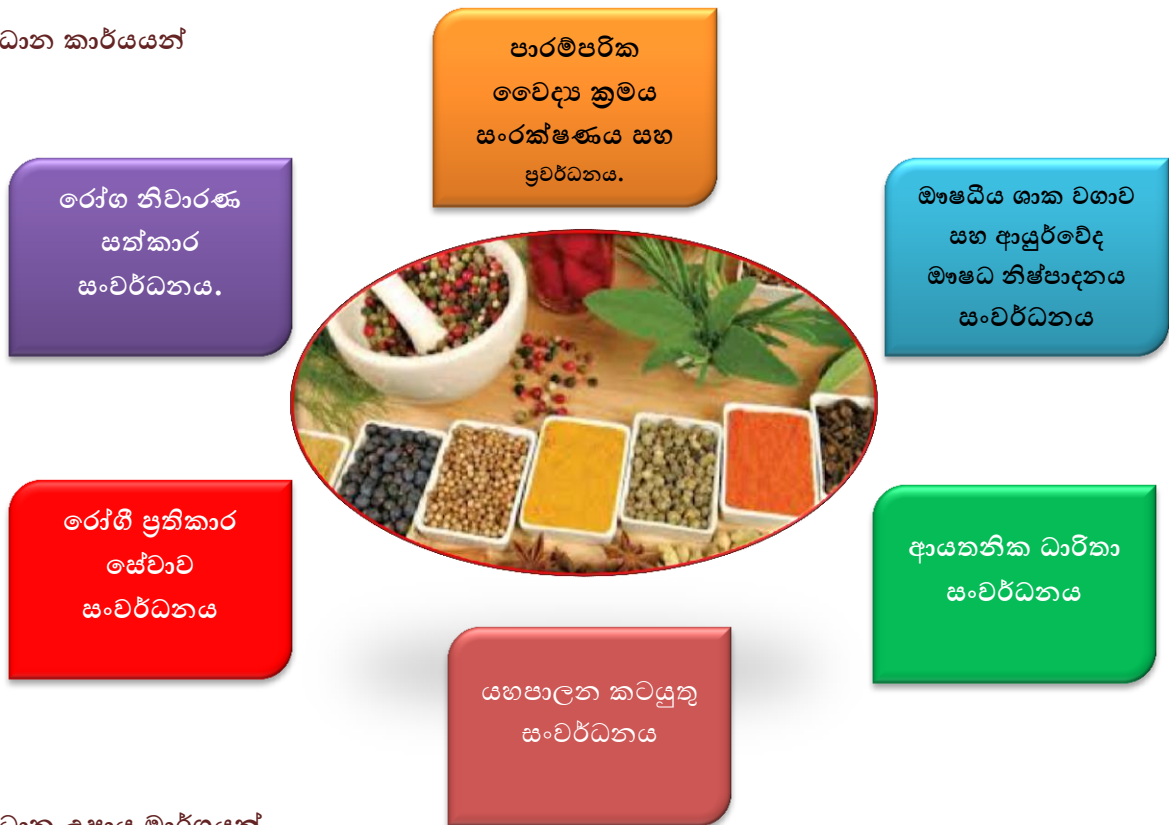 ධාන කාර්යයන්
පාරම්පරික
වෛද්‍ය ක්‍රමය
සංරක්ෂණය සහ
ප්‍රවර්ධනය.
රෝග නිවාරණ
සත්කාර
සංවර්ධනය.
ඖෂධීය ශාක වගාව
සහ ආයුර්වේද
ඖෂධ නිෂ්පාදනය
සංවර්ධනය
රෝගී ප්‍රතිකාර
සේවාව
සංවර්ධනය
ආයතනික ධාරිතා
සංවර්ධනය
යහපාලන කටයුතු
සංවර්ධනය